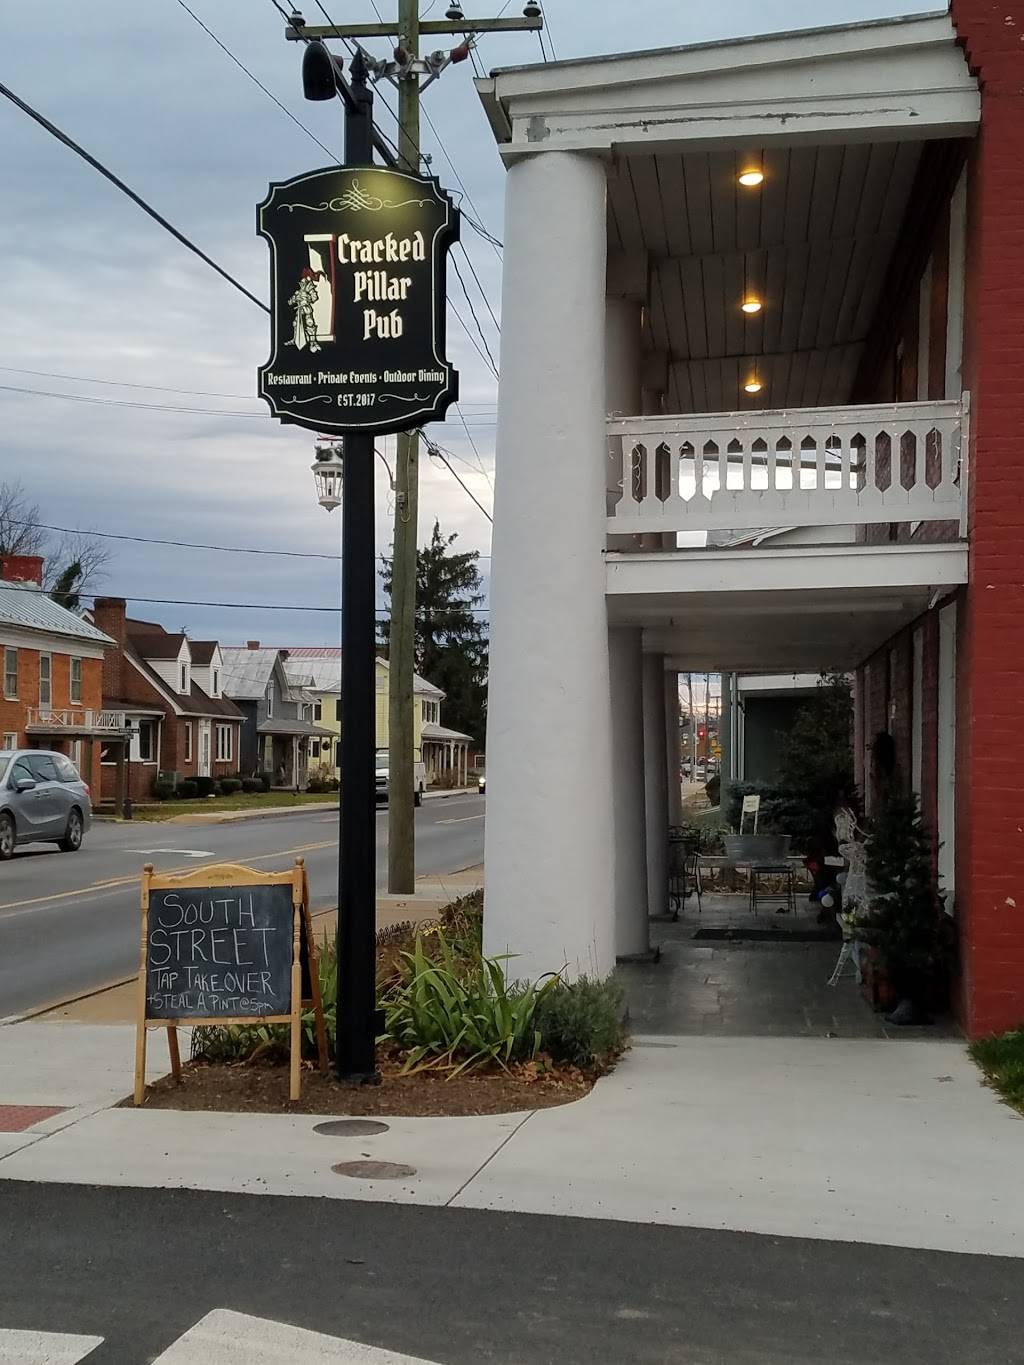 Cracked
Pillar
Pub
Restaurant · Private Events · Outdoor Dining
EST. 2017
SOUTH
STREET
TAP TAKEOVER
+STEAL A PINT @ 5pm